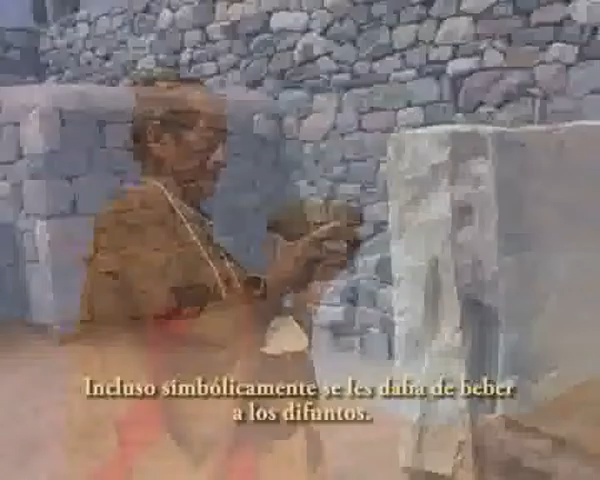 Incluso simbólicamente se les daba de beber
a los difuntos.